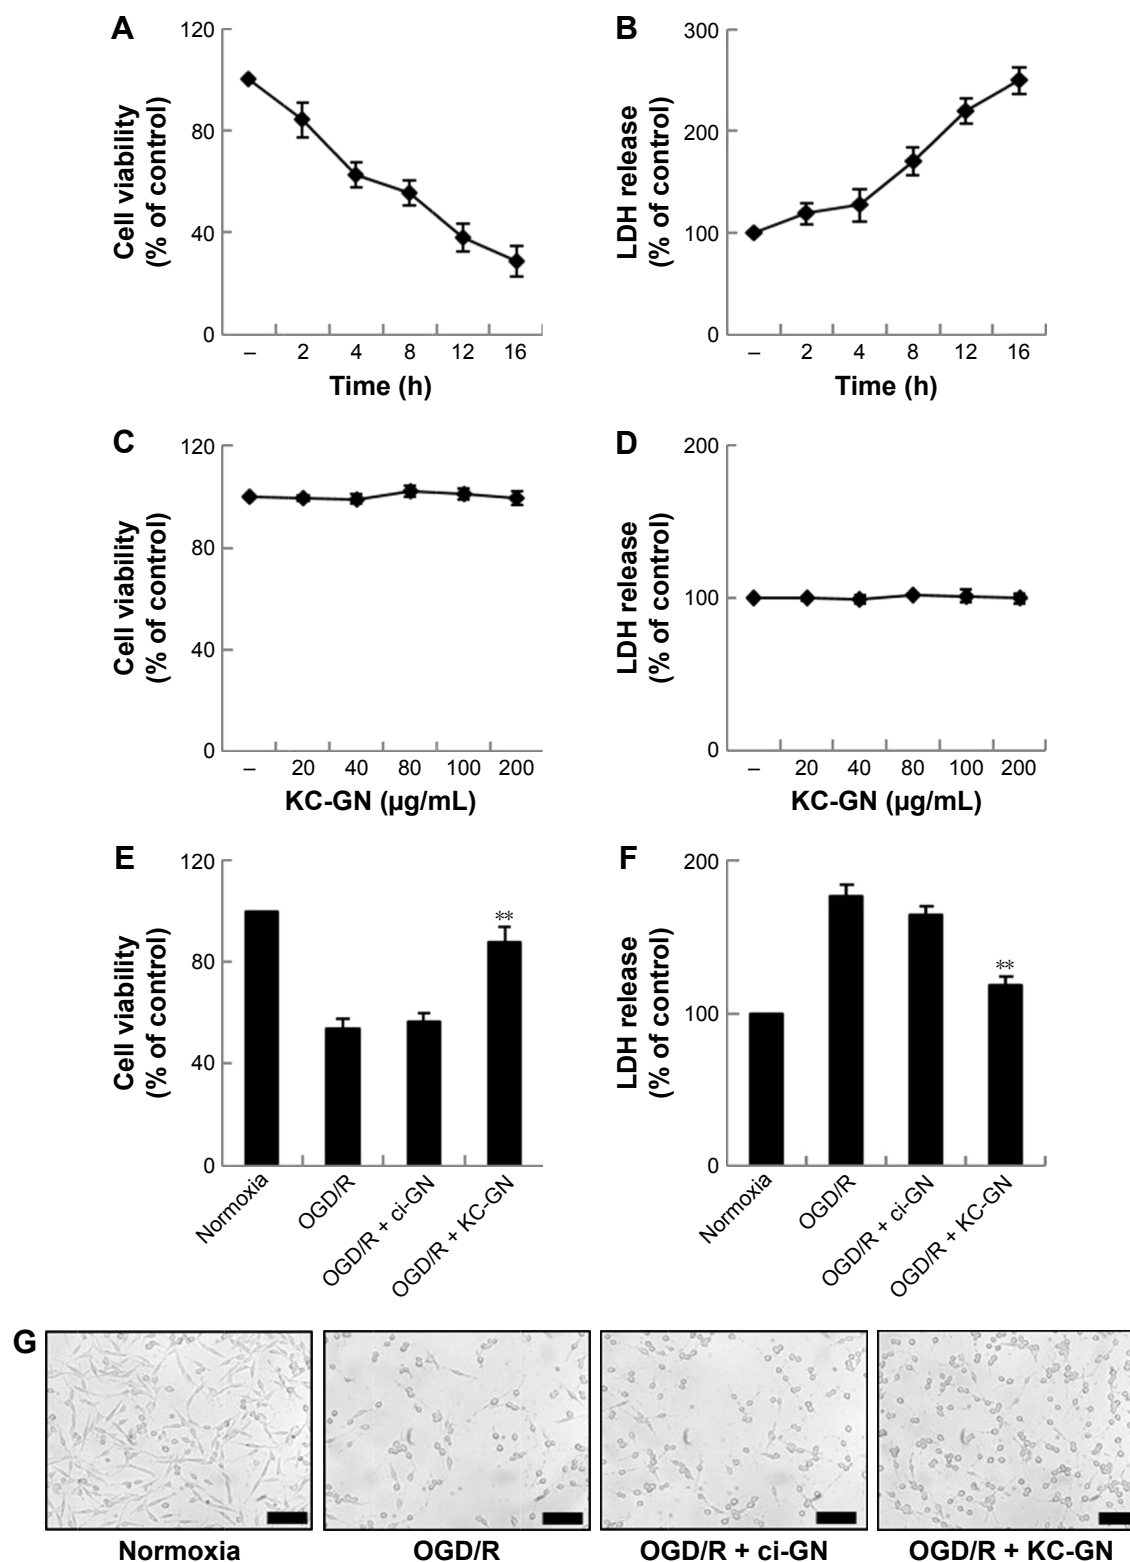 A
Cell viability
(% of control)
120
80
40
0
– 2 4 8 12 16
Time (h)
B
LDH release
(% of control)
300
200
100
0
– 2 4 8 12 16
Time (h)
C
Cell viability
(% of control)
120
80
40
0
– 20 40 80 100 200
KC-GN (µg/mL)
D
LDH release
(% of control)
200
100
0
– 20 40 80 100 200
KC-GN (µg/mL)
E
Cell viability
(% of control)
120
80
40
0
**
Normoxia
OGD/R
OGD/R + ci-GN
OGD/R + KC-GN
F
LDH release
(% of control)
200
100
0
**
Normoxia
OGD/R
OGD/R + ci-GN
OGD/R + KC-GN
G
Normoxia
OGD/R
OGD/R + ci-GN
OGD/R + KC-GN